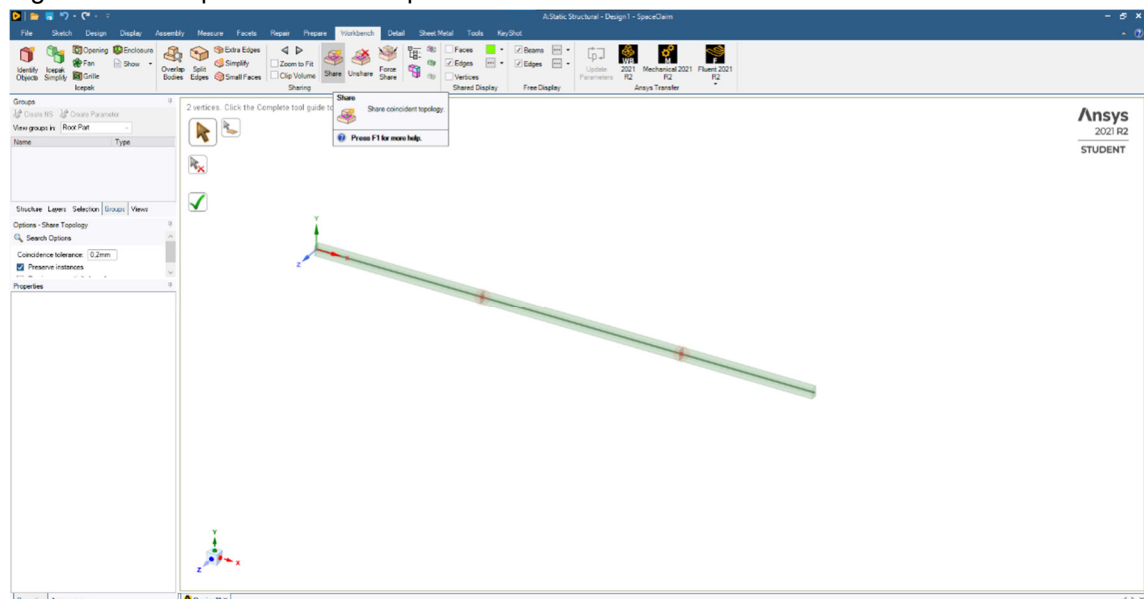 A:Static Structural - Design1 - SpaceClaim
File Sketch Design Display Assembly Measure Facets Repair Prepare Workbench Detail Sheet Metal Tools KeyShot
Identify Objects
Icepak Simplify
Opening
Fan
Grille
Enclosure
Show
Icepak
Overlap Bodies
Split Edges
Extra Edges
Simplify
Small Faces
Zoom to Fit
Clip Volume
Share
Unshare
Force Share
Sharing
Faces
Edges
Vertices
Shared Display
Beams
Edges
Free Display
Update Parameters
WB
2021 R2
M
Mechanical 2021 R2
F
Fluent 2021 R2
Ansys Transfer
Groups
Create NS Create Parameter
View groups in: Root Part
Name Type
Structure Layers Selection Groups Views
Options - Share Topology
Search Options
Coincidence tolerance: 0,2mm
Preserve instances
Properties
2 vertices. Click the Complete tool guide to
Share
Share coincident topology.
Press F1 for more help.
Ansys
2021 R2
STUDENT
Y
X
Z
Y
X
Z